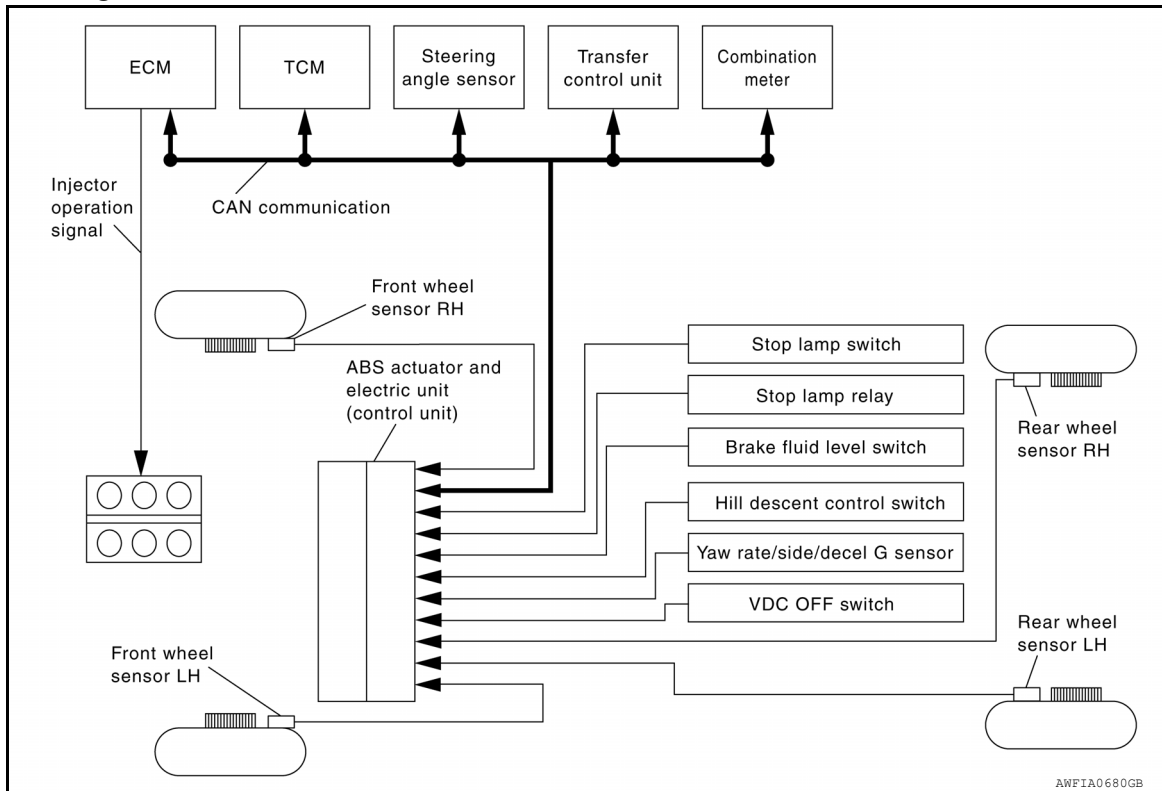 ECM
TCM
Steering
angle sensor
Transfer
control unit
Combination
meter
Injector
operation
signal
CAN communication
Front wheel
sensor RH
ABS actuator and
electric unit
(control unit)
Stop lamp switch
Stop lamp relay
Brake fluid level switch
Hill descent control switch
Yaw rate/side/decel G sensor
VDC OFF switch
Rear wheel
sensor RH
Front wheel
sensor LH
Rear wheel
sensor LH
AWFIA0680GB